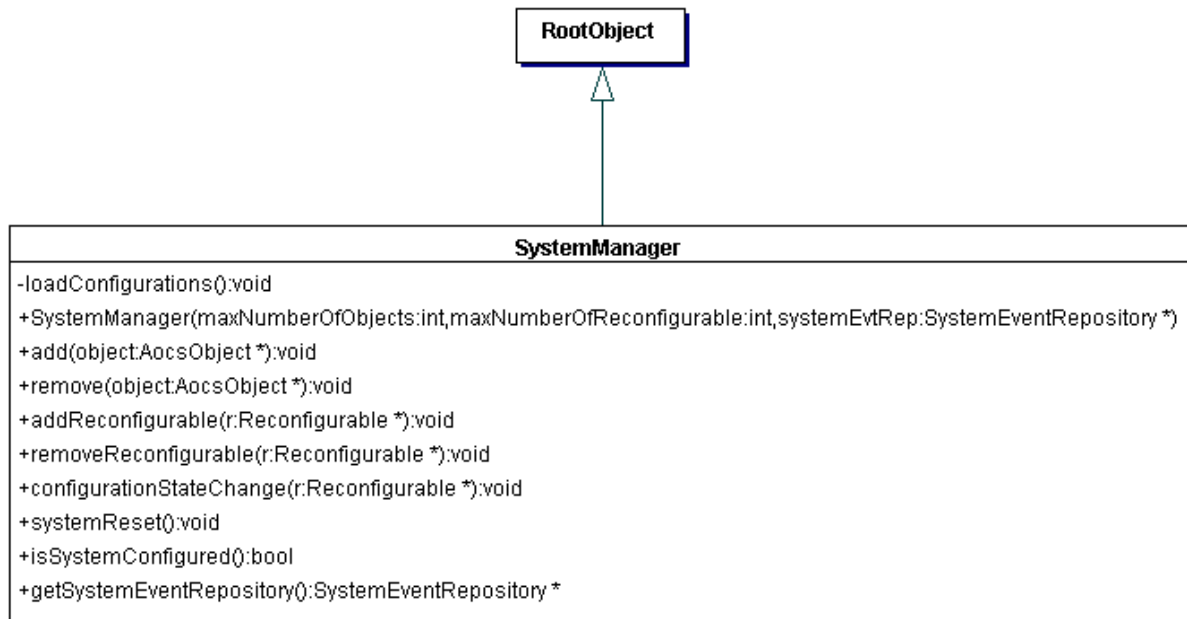 RootObject
SystemManager
-loadConfigurations():void
+SystemManager(maxNumberOfObjects:int,maxNumberOfReconfigurable:int,systemEvtRep:SystemEventRepository *)
+add(object:AocsObject *):void
+remove(object:AocsObject *):void
+addReconfigurable(r:Reconfigurable *):void
+removeReconfigurable(r:Reconfigurable *):void
+configurationStateChange(r:Reconfigurable *):void
+systemReset():void
+isSystemConfigured():bool
+getSystemEventRepository():SystemEventRepository *